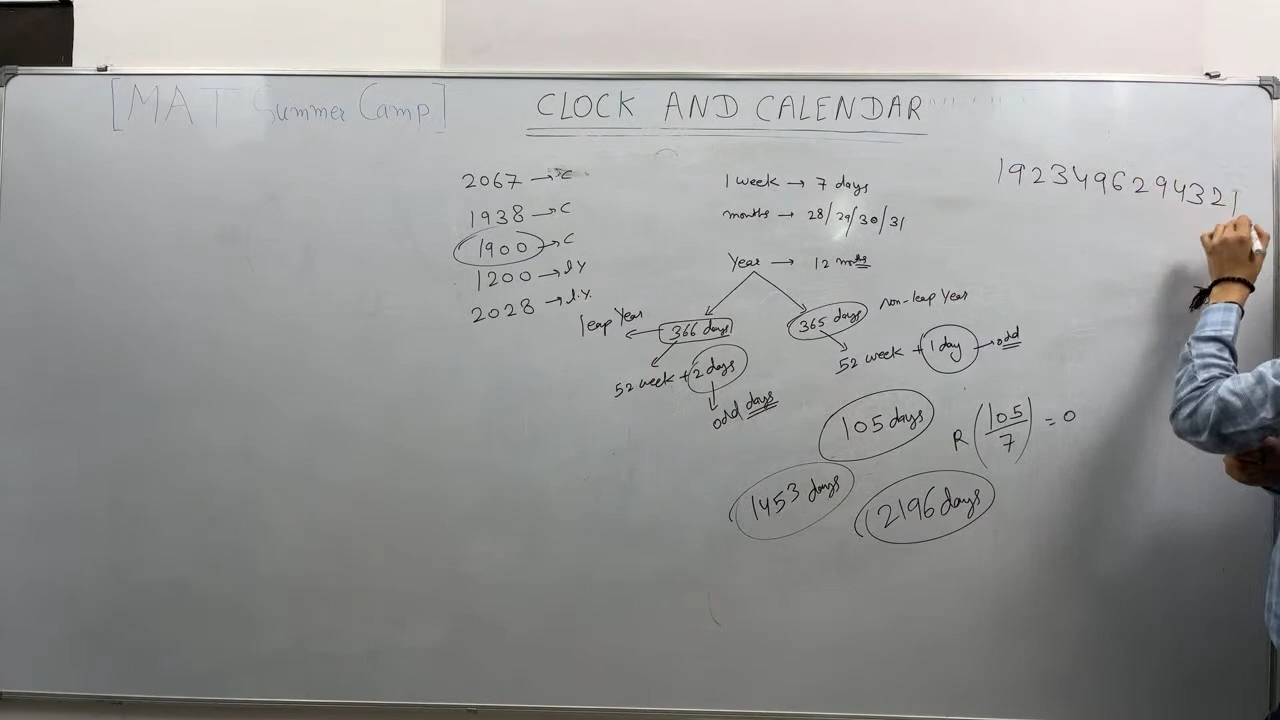 [MAT Summer Camp]
CLOCK AND CALENDAR
2067 → C
1938 → C
1900 → C
1200 → l.Y
2028 → l.Y.
1 week → 7 days
months → 28/29/30/31
Year → 12 moths
leap Year
366 days
52 week + 2 days
odd days
365 days
non-leap Year
52 week + 1 day → odd
105 days
R (105/7) = 0
1453 days
2196 days
1923496294321